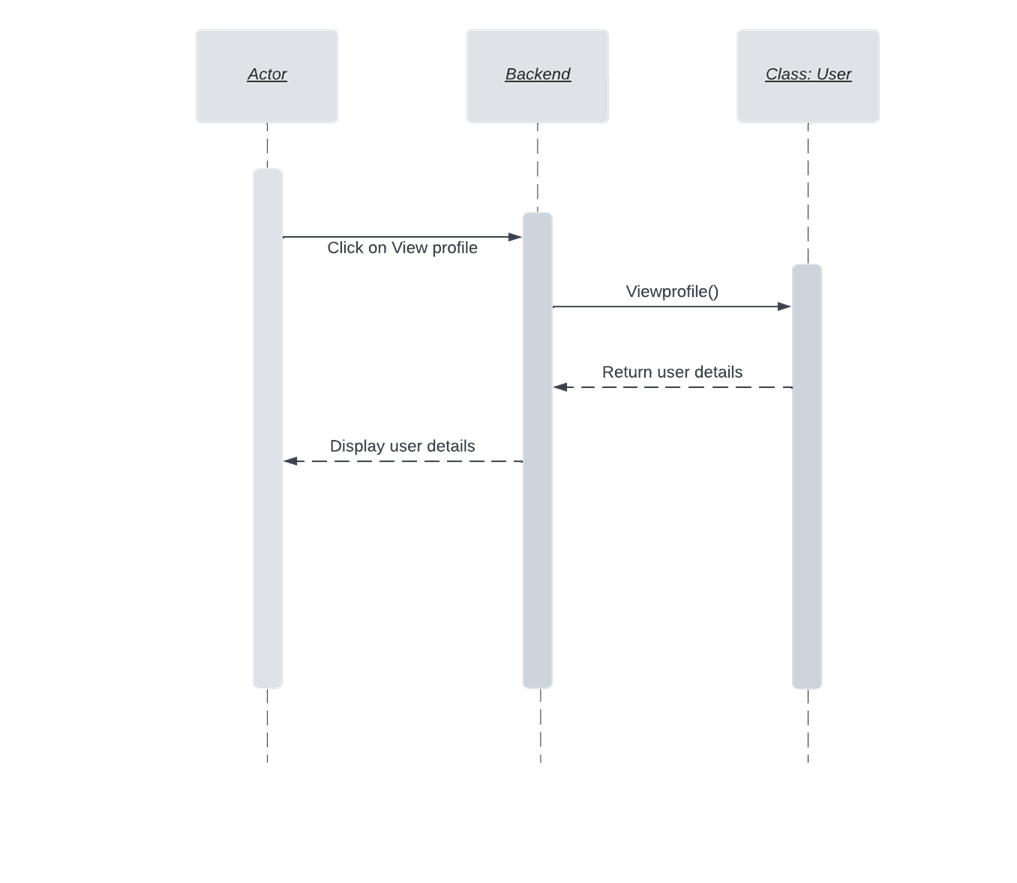 Actor
Backend
Class: User
Click on View profile
Viewprofile()
Return user details
Display user details